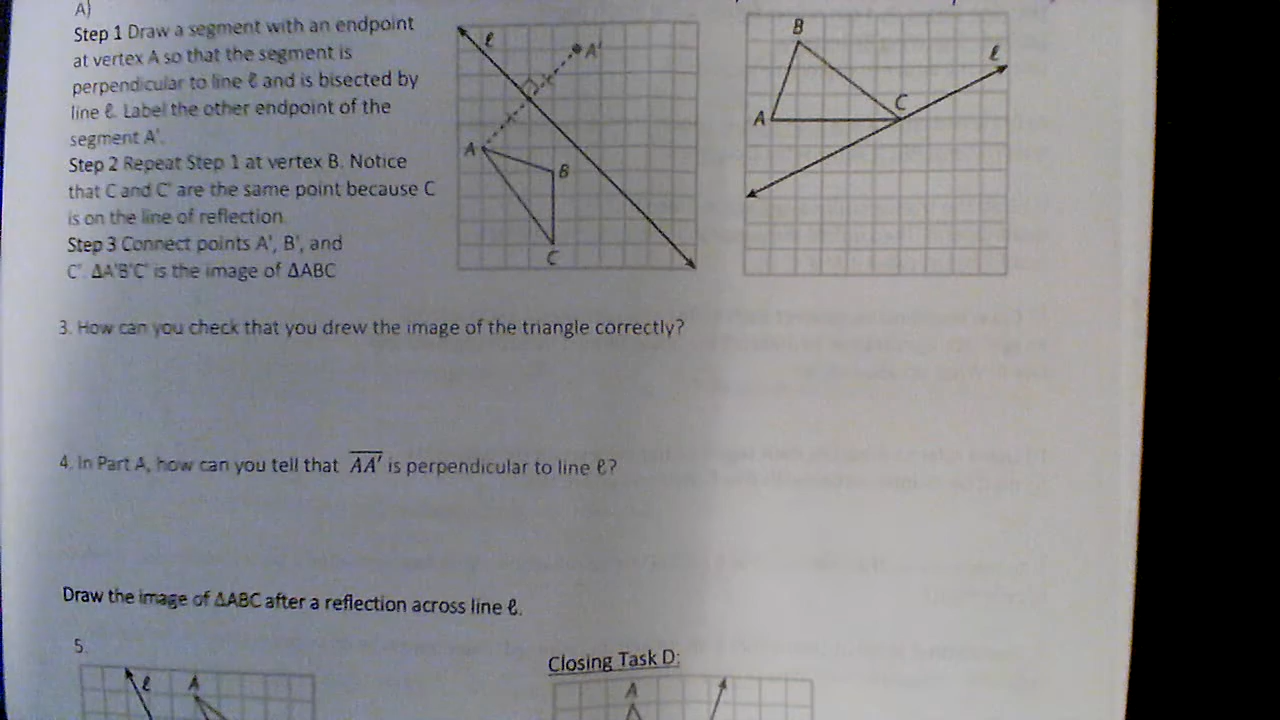 A)
Step 1 Draw a segment with an endpoint
at vertex A so that the segment is
perpendicular to line ℓ and is bisected by
line ℓ. Label the other endpoint of the
segment A'.
Step 2 Repeat Step 1 at vertex B. Notice
that C and C' are the same point because C
is on the line of reflection.
Step 3 Connect points A', B', and
C'. ΔA'B'C' is the image of ΔABC
ℓ
A'
A
B
C
B
ℓ
C
A
3. How can you check that you drew the image of the triangle correctly?
4. In Part A, how can you tell that AA' is perpendicular to line ℓ?
Draw the image of ΔABC after a reflection across line ℓ.
5.
ℓ A
Closing Task D:
A